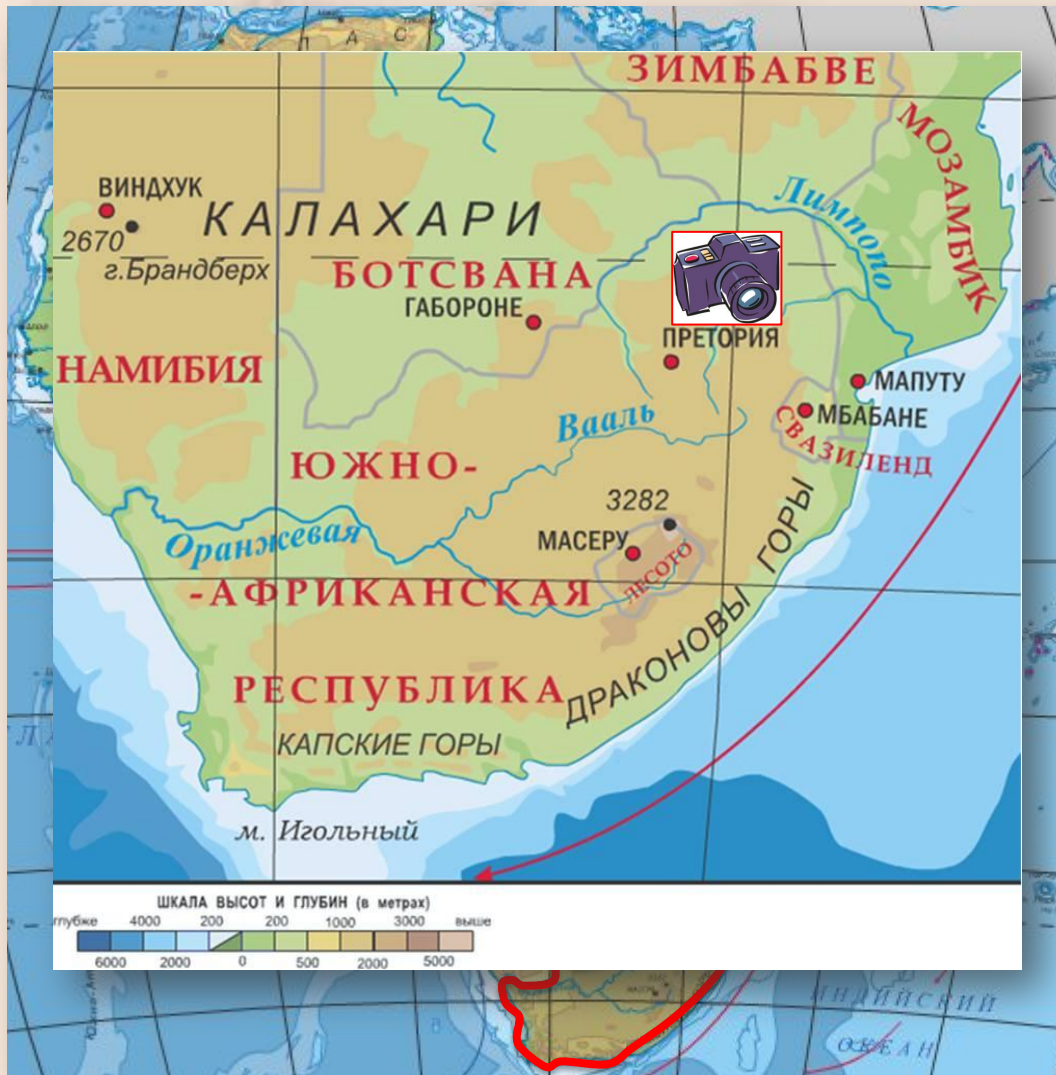 Л А С
ЗИМБАБВЕ
МОЗАМБИК
Лимпопо
ВИНДХУК
КАЛАХАРИ
2670
г.Брандберх
БОТСВАНА
ГАБОРОНЕ
ПРЕТОРИЯ
НАМИБИЯ
МАПУТУ
МБАБАНЕ
СВАЗИЛЕНД
Вааль
ЮЖНО-
3282
Оранжевая
МАСЕРУ
ЛЕСОТО
-АФРИКАНСКАЯ
ДРАКОНОВЫ ГОРЫ
РЕСПУБЛИКА
КАПСКИЕ ГОРЫ
м. Игольный
ШКАЛА ВЫСОТ И ГЛУБИН (в метрах)
глубже 4000 200 200 1000 3000 выше
6000 2000 0 500 2000 5000
ИНДИЙСКИЙ
ОКЕАН